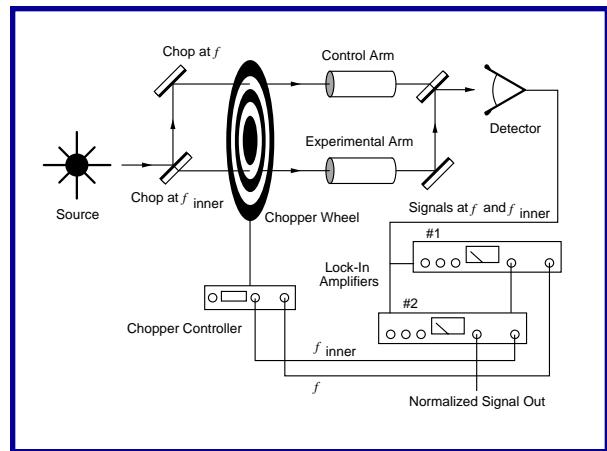 Chop at f
Control Arm
Experimental Arm
Detector
Source
Chop at f inner
Chopper Wheel
Signals at f and f inner
#1
Lock-In
Amplifiers
#2
Chopper Controller
f inner
f
Normalized Signal Out